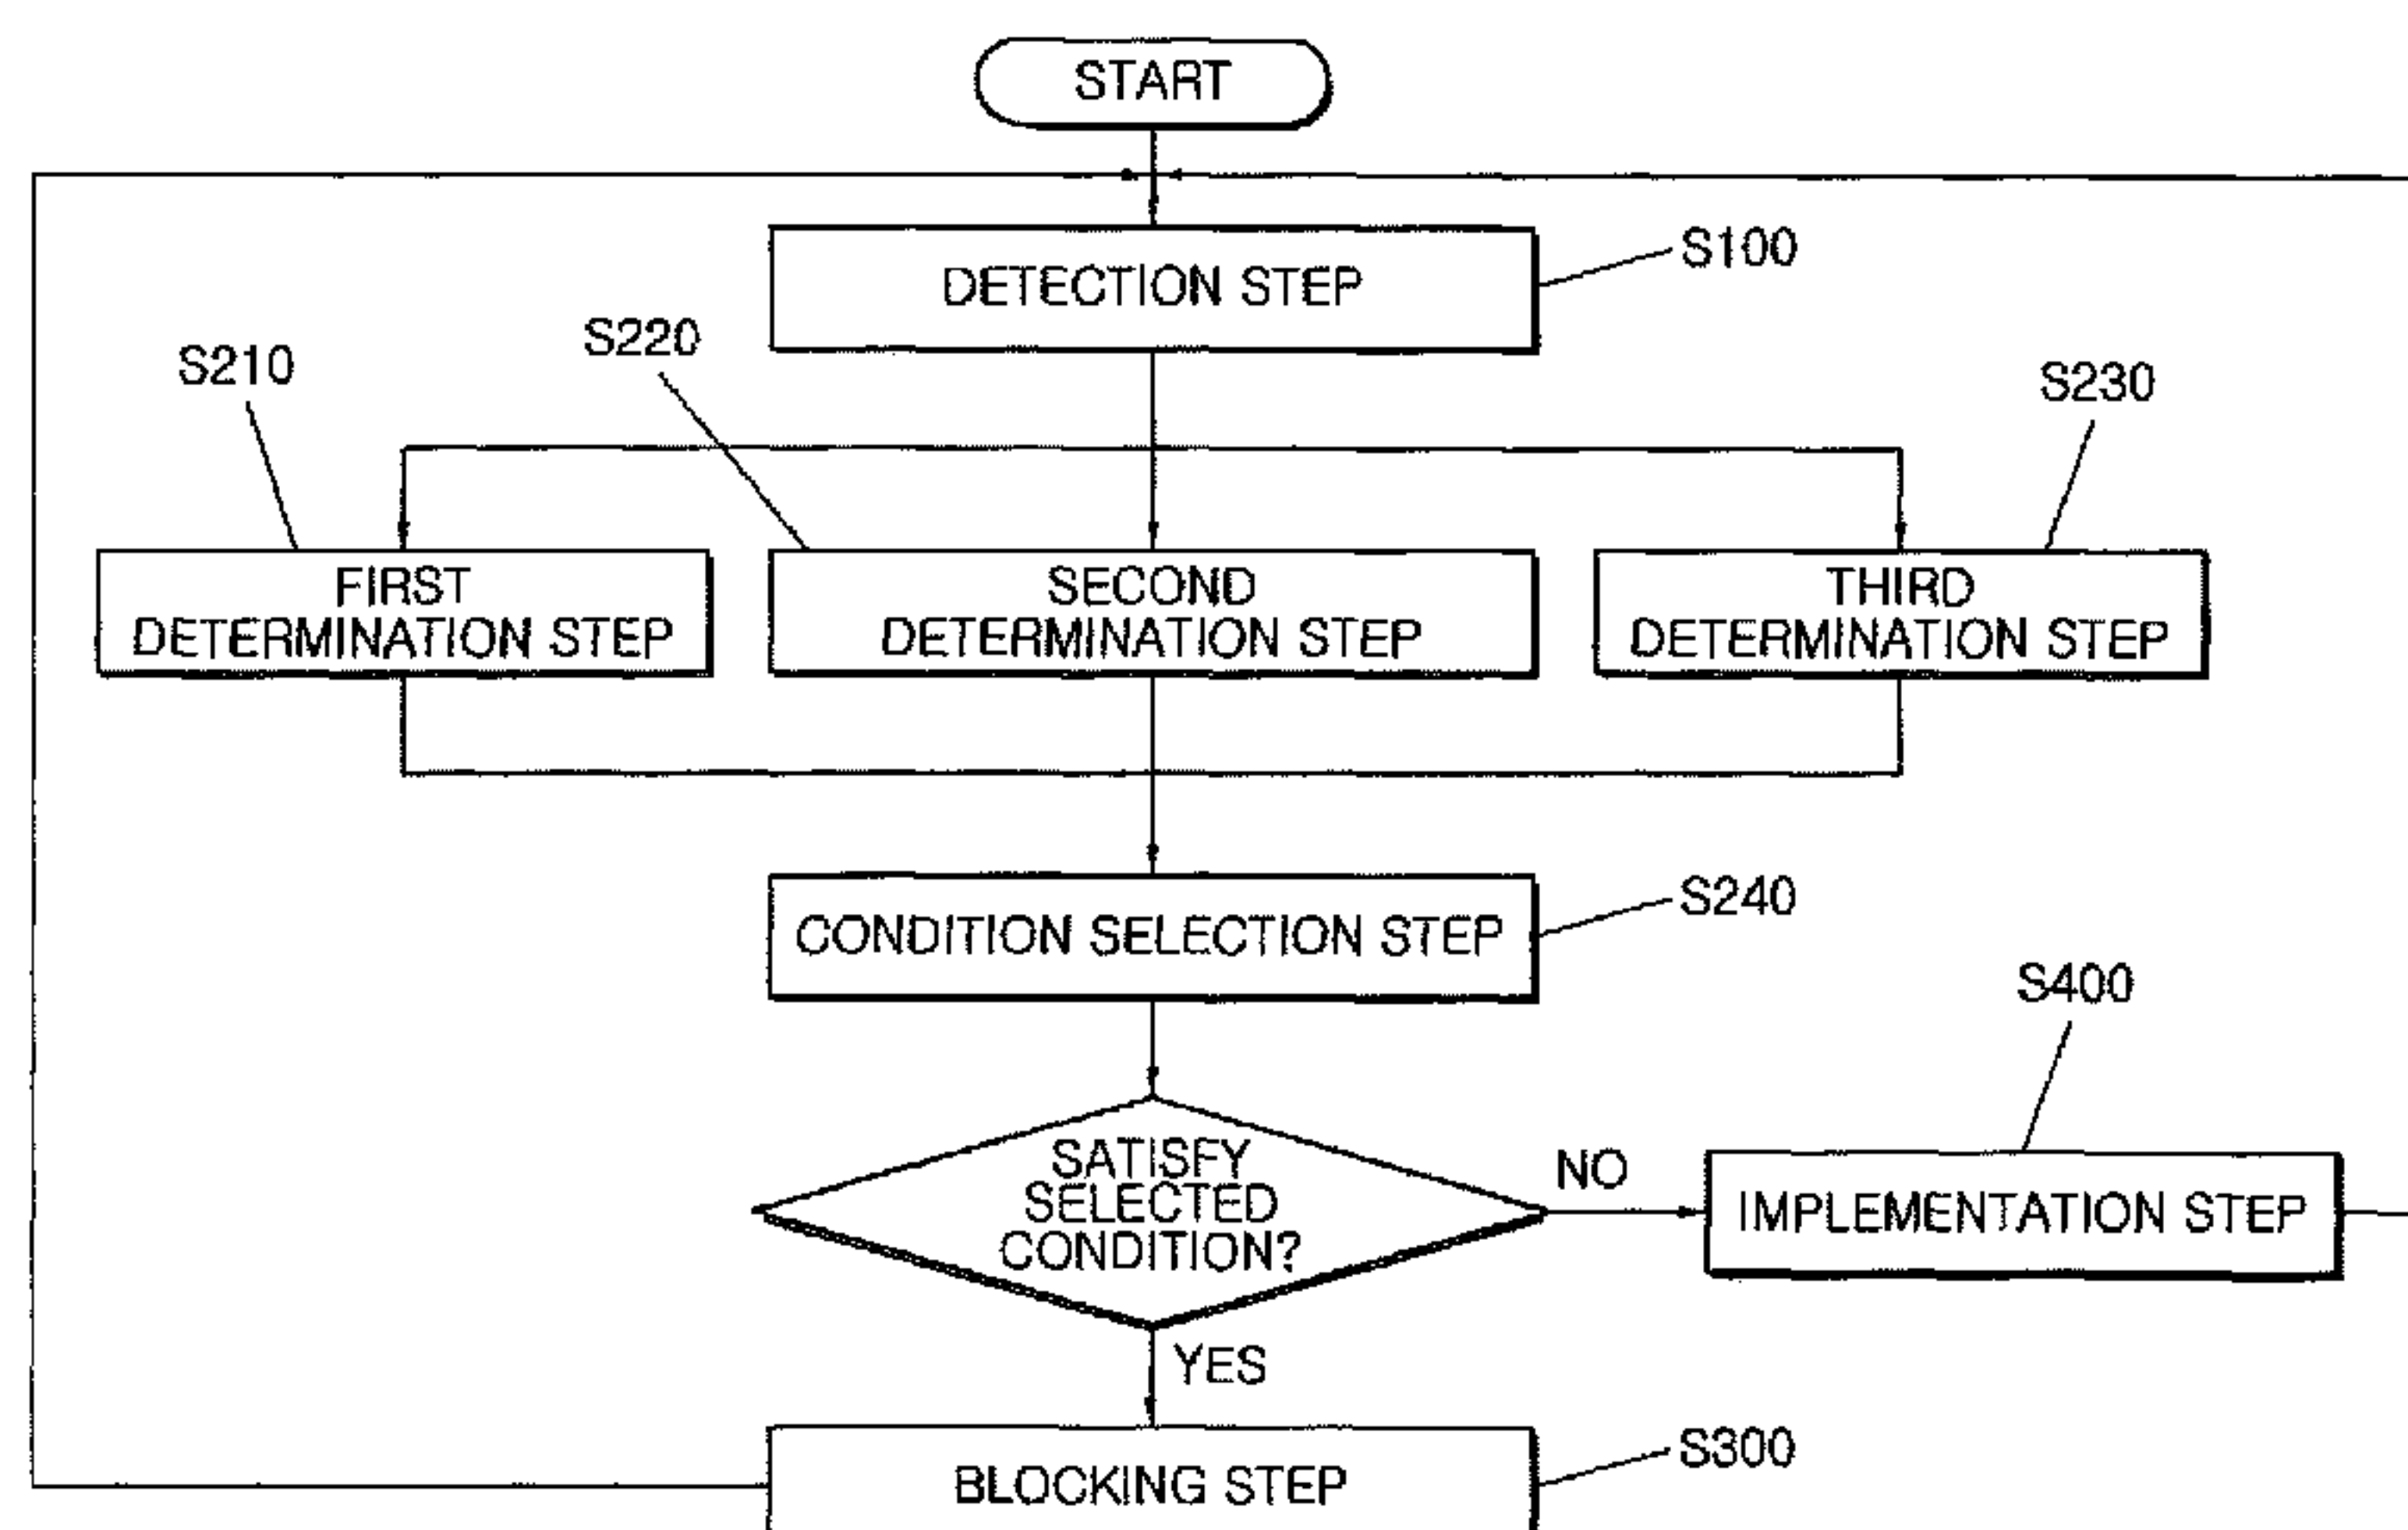 START
DETECTION STEP
S100
S210
S220
S230
FIRST
DETERMINATION STEP
SECOND
DETERMINATION STEP
THIRD
DETERMINATION STEP
CONDITION SELECTION STEP
S240
S400
SATISFY
SELECTED
CONDITION?
NO
IMPLEMENTATION STEP
YES
BLOCKING STEP
S300